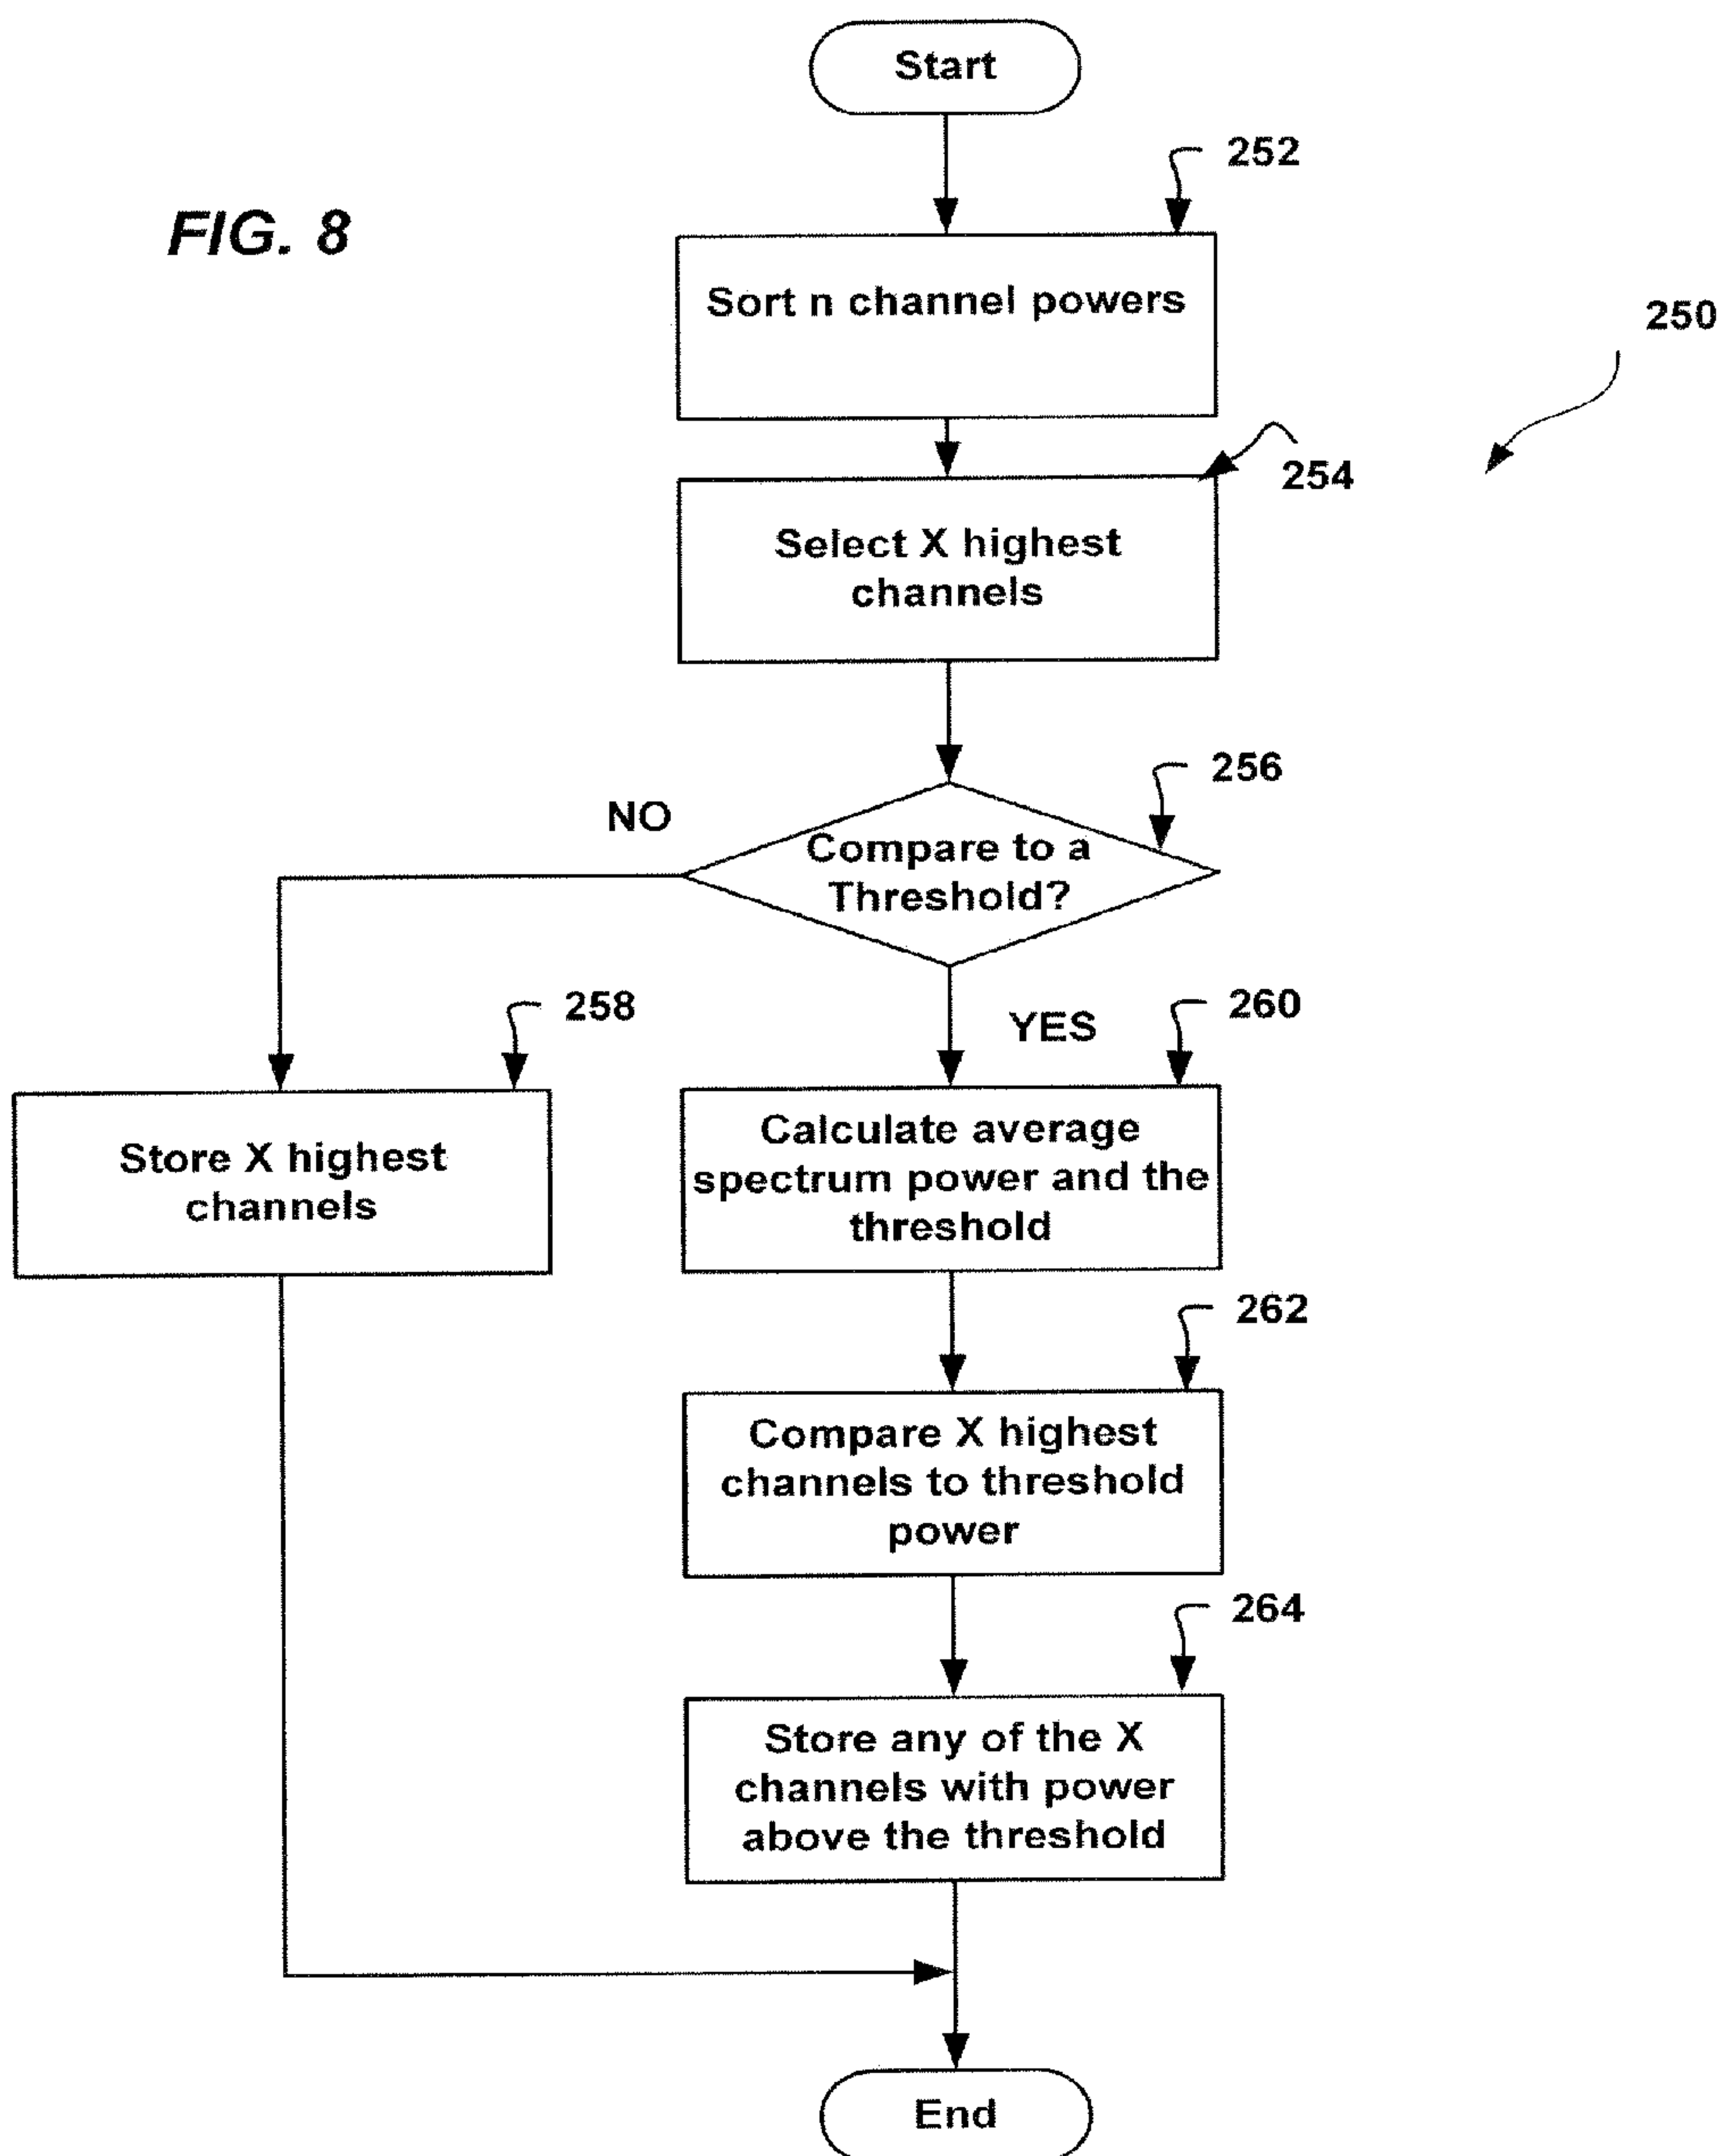 Start
252
FIG. 8
Sort n channel powers
250
254
Select X highest
channels
256
NO
Compare to a
Threshold?
258
YES
260
Store X highest
channels
Calculate average
spectrum power and the
threshold
262
Compare X highest
channels to threshold
power
264
Store any of the X
channels with power
above the threshold
End